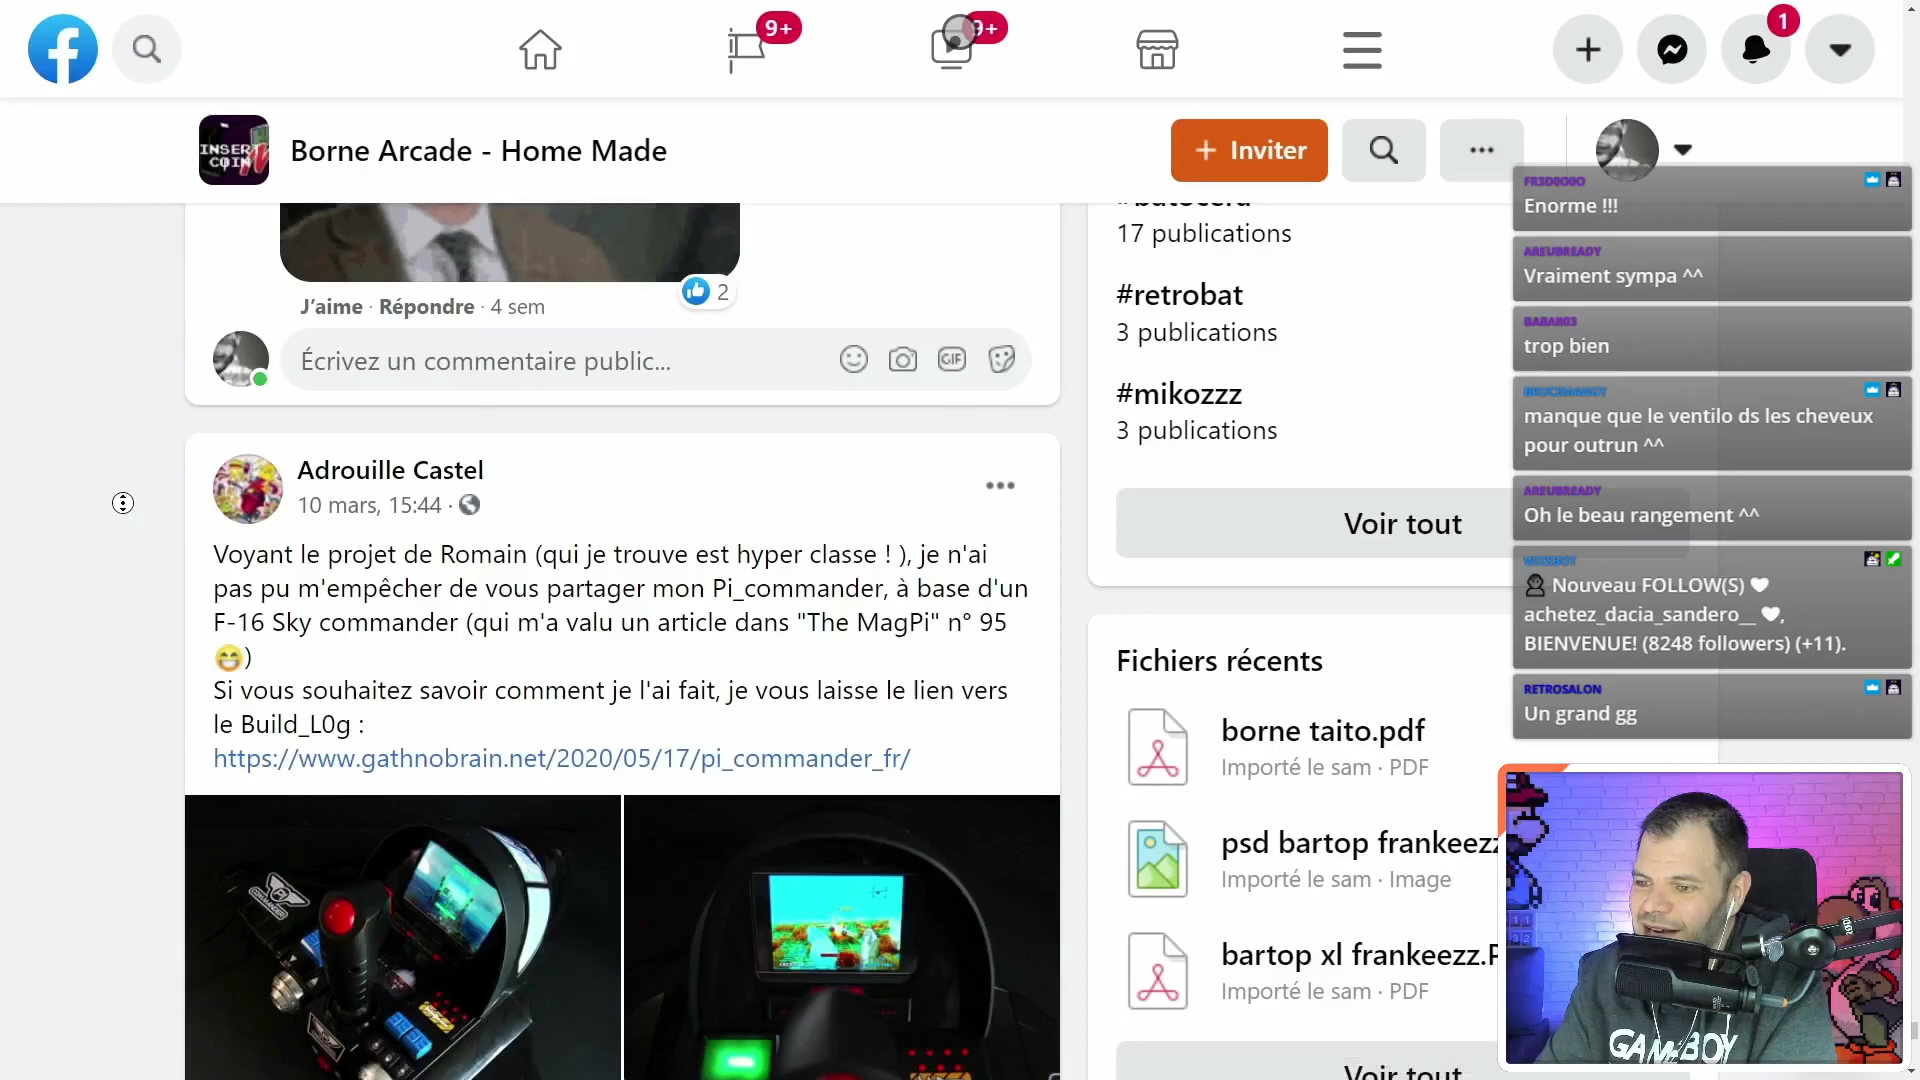 9+
9+
1
INSERT
COIN
Borne Arcade - Home Made
+ Inviter
17 publications
#retrobat
3 publications
#mikozzz
3 publications
Voir tout
J'aime · Répondre · 4 sem
2
Écrivez un commentaire public...
GIF
Adrouille Castel
10 mars, 15:44 ·
Voyant le projet de Romain (qui je trouve est hyper classe ! ), je n'ai
pas pu m'empêcher de vous partager mon Pi_commander, à base d'un
F-16 Sky commander (qui m'a valu un article dans "The MagPi" n° 95
😁)
Si vous souhaitez savoir comment je l'ai fait, je vous laisse le lien vers
le Build_L0g :
https://www.gathnobrain.net/2020/05/17/pi_commander_fr/
Fichiers récents
borne taito.pdf
Importé le sam · PDF
psd bartop frankeezz
Importé le sam · Image
bartop xl frankeezz.P
Importé le sam · PDF
Voir tout
Enorme !!!
AREUBREADY
Vraiment sympa ^^
BABAR03
trop bien
manque que le ventilo ds les cheveux
pour outrun ^^
AREUBREADY
Oh le beau rangement ^^
Nouveau FOLLOW(S) ❤
achetez_dacia_sandero__ ❤,
BIENVENUE! (8248 followers) (+11).
RETROSALON
Un grand gg
GAMEBOY